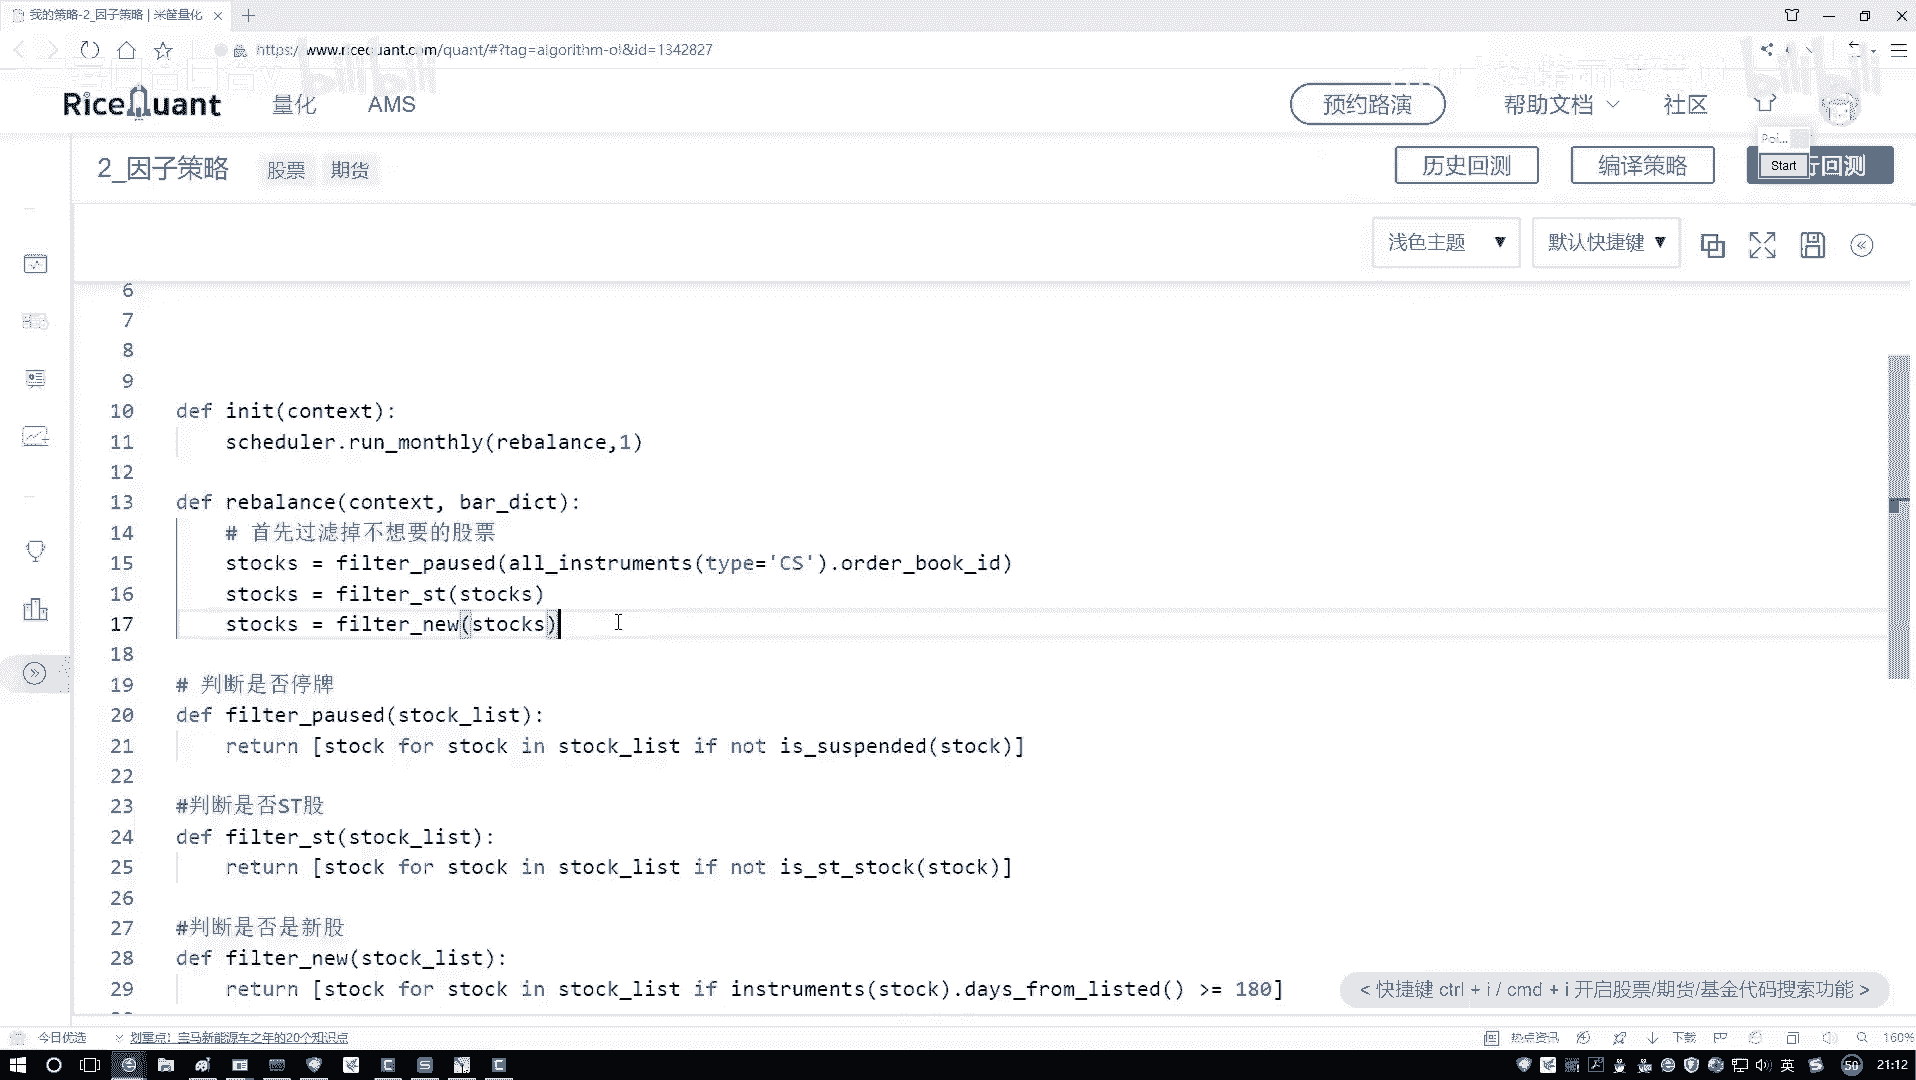 我的策略-2_因子策略 | 米筐量化
www.ricequant.com/quant/#?tag=algorithm-ol&id=1342827
RiceQuant 量化 AMS 预约路演 帮助文档 社区
2_因子策略 股票 期货 历史回测 编译策略 Start 行回测
浅色主题 默认快捷键
6
7
8
9
10 def init(context):
11 scheduler.run_monthly(rebalance,1)
12
13 def rebalance(context, bar_dict):
14 # 首先过滤掉不想要的股票
15 stocks = filter_paused(all_instruments(type='CS').order_book_id)
16 stocks = filter_st(stocks)
17 stocks = filter_new(stocks)
18
19 # 判断是否停牌
20 def filter_paused(stock_list):
21 return [stock for stock in stock_list if not is_suspended(stock)]
22
23 #判断是否ST股
24 def filter_st(stock_list):
25 return [stock for stock in stock_list if not is_st_stock(stock)]
26
27 #判断是否是新股
28 def filter_new(stock_list):
29 return [stock for stock in stock_list if instruments(stock).days_from_listed() >= 180]
< 快捷键 ctrl + i / cmd + i 开启股票/期货/基金代码搜索功能 >
今日优选 划重点！宝马新能源车之年的20个知识点 热点资讯 下载 160%
英 50 21:12